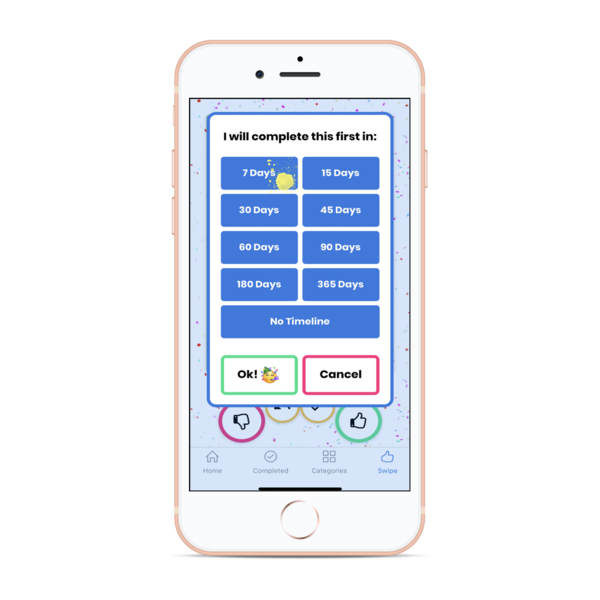 I will complete this first in:
7 Days
15 Days
30 Days
45 Days
60 Days
90 Days
180 Days
365 Days
No Timeline
Ok!
Cancel
Home
Completed
Categories
Swipe